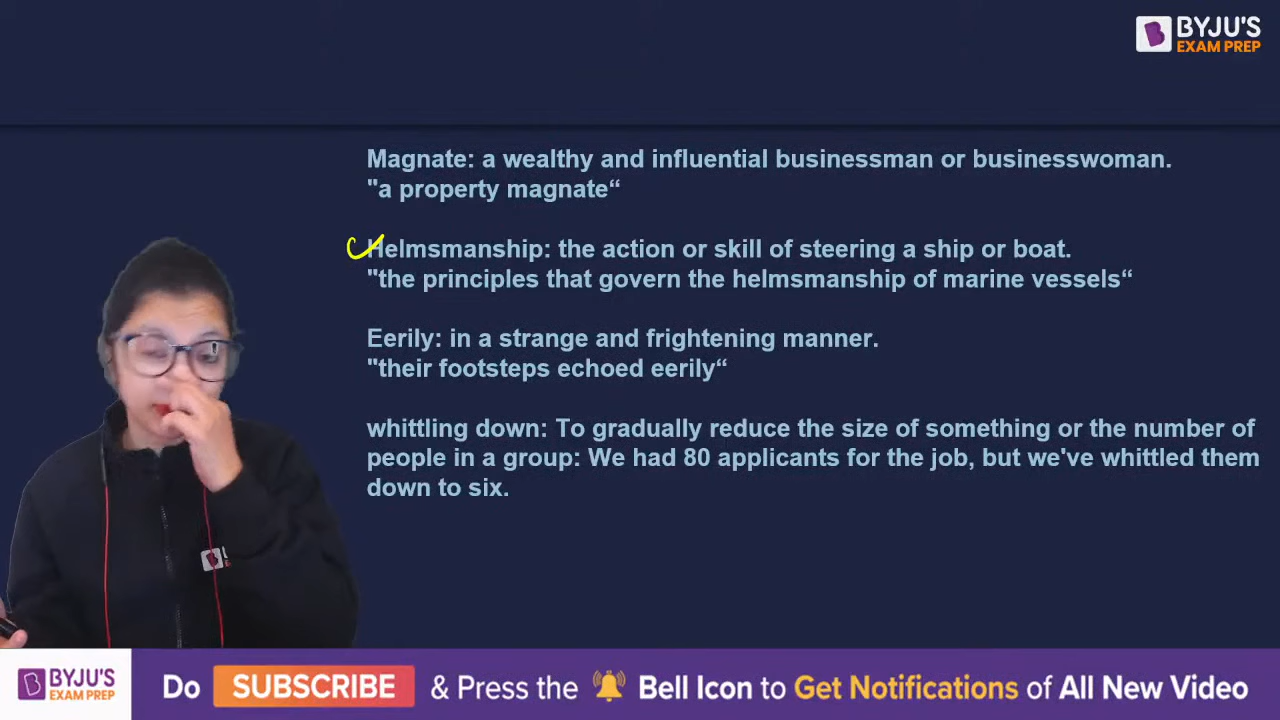 BYJU'S
EXAM PREP
Magnate: a wealthy and influential businessman or businesswoman.
"a property magnate“
Helmsmanship: the action or skill of steering a ship or boat.
"the principles that govern the helmsmanship of marine vessels“
Eerily: in a strange and frightening manner.
"their footsteps echoed eerily“
whittling down: To gradually reduce the size of something or the number of
people in a group: We had 80 applicants for the job, but we've whittled them
down to six.
BYJU'S
EXAM PREP
Do SUBSCRIBE & Press the Bell Icon to Get Notifications of All New Video